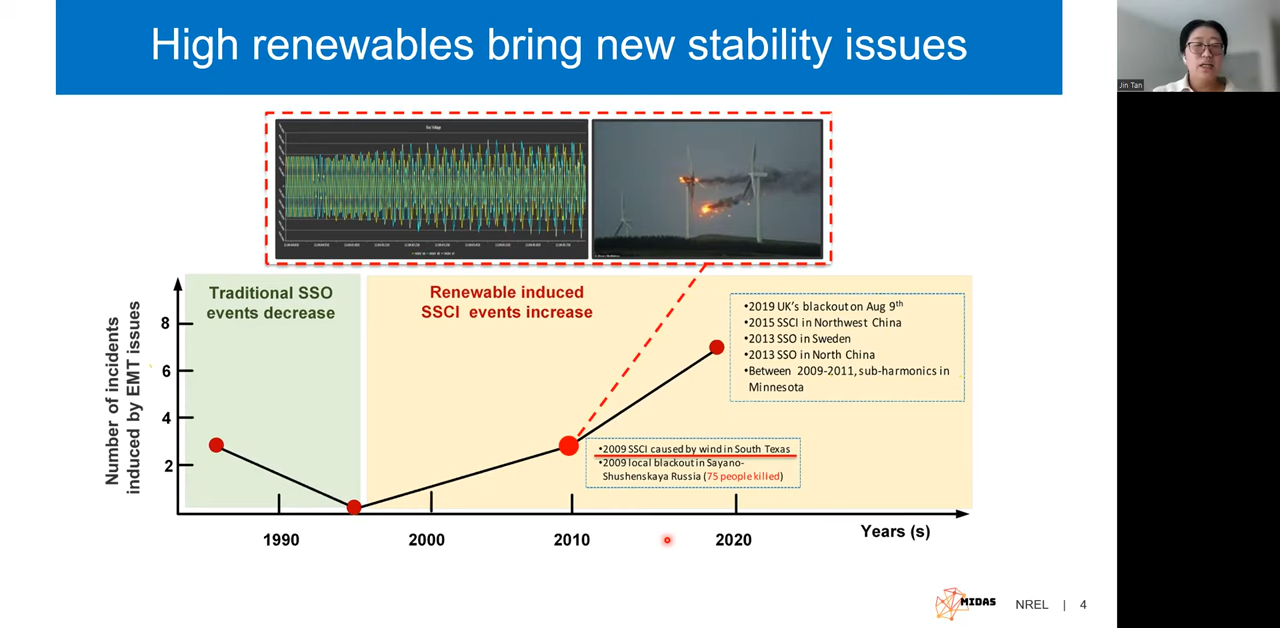 High renewables bring new stability issues
Jin Tan
Traditional SSO
events decrease
Renewable induced
SSCI events increase
Number of incidents
induced by EMT issues
8
6
4
2
•2019 UK's blackout on Aug 9th
•2015 SSCI in Northwest China
•2013 SSO in Sweden
•2013 SSO in North China
•Between 2009-2011, sub-harmonics in
Minnesota
•2009 SSCI caused by wind in South Texas
•2009 local blackout in Sayano-
Shushenskaya Russia (75 people killed)
1990
2000
2010
2020
Years (s)
MIDAS
NREL | 4